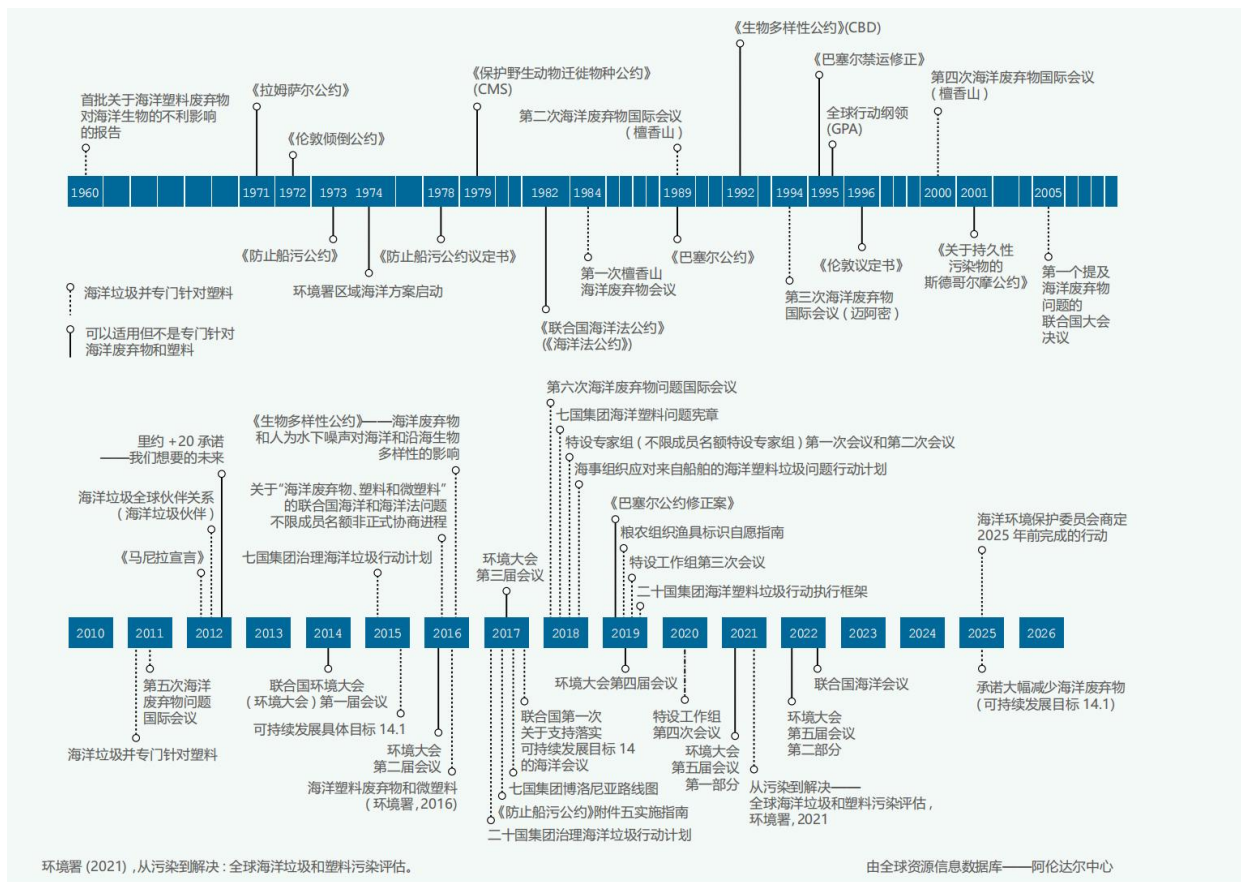 《生物多样性公约》(CBD)
《保护野生动物迁徙物种公约》
(CMS)
《巴塞尔禁运修正》
第四次海洋废弃物国际会议
（檀香山）
首批关于海洋塑料废弃物
对海洋生物的不利影响
的报告
《拉姆萨尔公约》
第二次海洋废弃物国际会议
（檀香山）
全球行动纲领
(GPA)
《伦敦倾倒公约》
1960
1971
1972
1973
1974
1978
1979
1982
1984
1989
1992
1994
1995
1996
2000
2001
2005
《防止船污公约》
《防止船污公约议定书》
环境署区域海洋方案启动
《联合国海洋法公约》
(《海洋法公约》)
第一次檀香山
海洋废弃物会议
《巴塞尔公约》
第三次海洋废弃物
国际会议（迈阿密）
《伦敦议定书》
《关于持久性
污染物的
斯德哥尔摩公约》
第一个提及
海洋废弃物
问题的
联合国大会
决议
海洋垃圾并专门针对塑料
可以适用但不是专门针对
海洋废弃物和塑料
第六次海洋废弃物问题国际会议
七国集团海洋塑料问题宪章
特设专家组（不限成员名额特设专家组）第一次会议和第二次会议
海事组织应对来自船舶的海洋塑料垃圾问题行动计划
《生物多样性公约》——海洋废弃物
和人为水下噪声对海洋和沿海生物
多样性的影响
里约 +20 承诺
——我们想要的未来
海洋垃圾全球伙伴关系
（海洋垃圾伙伴）
《马尼拉宣言》
关于“海洋废弃物、塑料和微塑料”
的联合国海洋和海洋法问题
不限成员名额非正式协商进程
七国集团治理海洋垃圾行动计划
环境大会
第三届会议
《巴塞尔公约修正案》
粮农组织渔具标识自愿指南
特设工作组第三次会议
二十国集团海洋塑料垃圾行动执行框架
海洋环境保护委员会商定
2025 年前完成的行动
2010
2011
2012
2013
2014
2015
2016
2017
2018
2019
2020
2021
2022
2023
2024
2025
2026
第五次海洋
废弃物问题
国际会议
海洋垃圾并专门针对塑料
联合国环境大会
（环境大会）第一届会议
可持续发展具体目标 14.1
环境大会
第二届会议
海洋塑料废弃物和微塑料
（环境署, 2016)
联合国第一次
关于支持落实
可持续发展目标 14
的海洋会议
七国集团博洛尼亚路线图
《防止船污公约》附件五实施指南
二十国集团治理海洋垃圾行动计划
环境大会第四届会议
特设工作组
第四次会议
环境大会
第五届会议
第一部分
从污染到解决——
全球海洋垃圾和塑料污染评估，
环境署, 2021
环境大会
第五届会议
第二部分
联合国海洋会议
承诺大幅减少海洋废弃物
（可持续发展目标 14.1)
环境署 (2021) ，从污染到解决：全球海洋垃圾和塑料污染评估。
由全球资源信息数据库——阿伦达尔中心